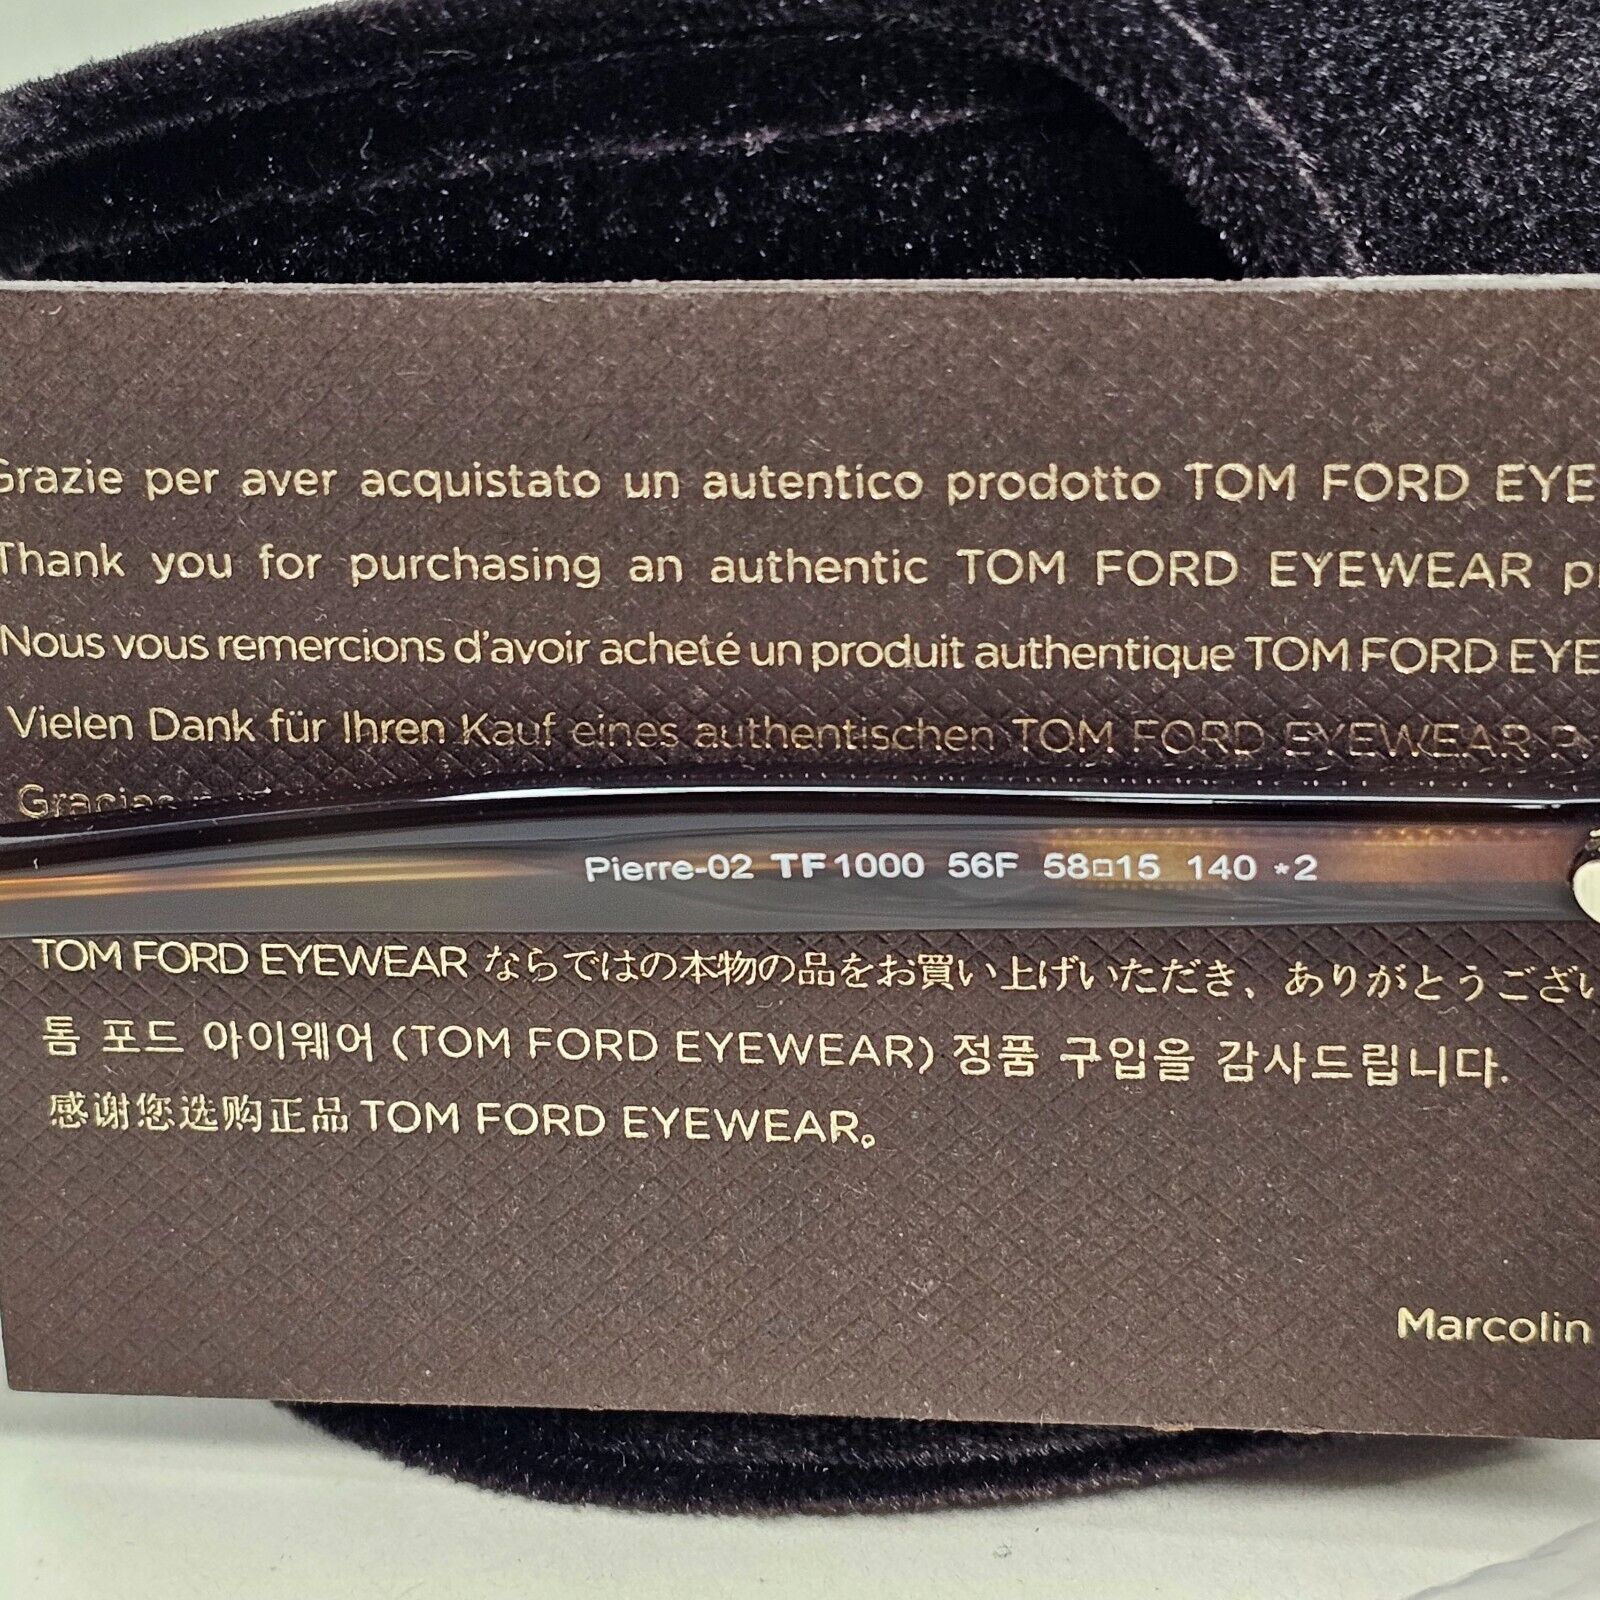 Grazie per aver acquistato un autentico prodotto TOM FORD EYE
Thank you for purchasing an authentic TOM FORD EYEWEAR p
Nous vous remercions d'avoir acheté un produit authentique TOM FORD EYE
Vielen Dank für Ihren Kauf eines authentischen TOM FORD EYEWEAR P
Gracias
Pierre-02 TF1000 56F 58□15 140 *2
TOM FORD EYEWEAR ならではの本物の品をお買い上げいただき、ありがとうござい
톰 포드 아이웨어 (TOM FORD EYEWEAR) 정품 구입을 감사드립니다.
感谢您选购正品 TOM FORD EYEWEAR。
Marcolin